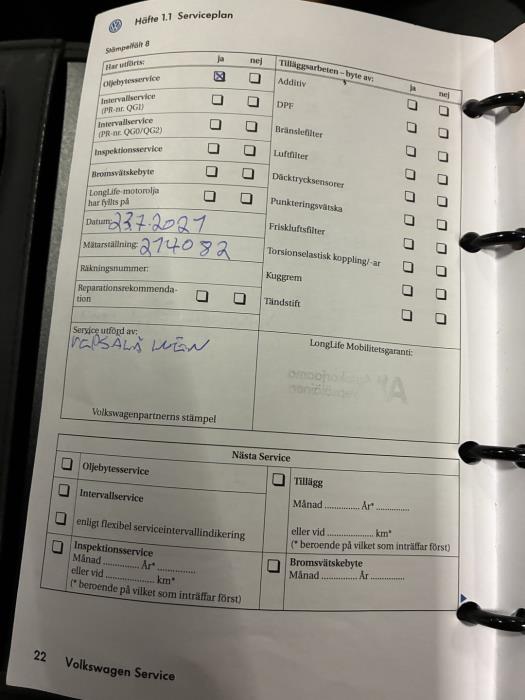 Häfte 1.1 Serviceplan
Stämpelfält 8
Har utförts: ja nej
Oljebytesservice
Intervallservice
(PR-nr. QG1)
Intervallservice
(PR-nr. QG0/QG2)
Inspektionsservice
Bromsvätskebyte
LongLife-motorolja
har fyllts på
Datum: 237-2021
Mätarställning: 274082
Räkningsnummer:
Reparationsrekommenda-
tion
Service utförd av:
Volkswagenpartnerns stämpel
Tilläggsarbeten – byte av: ja nej
Additiv
DPF
Bränslefilter
Luftfilter
Däcktrycksensorer
Punkteringsvätska
Friskluftsfilter
Torsionselastisk koppling/-ar
Kuggrem
Tändstift
LongLife Mobilitetsgaranti:
Nästa Service
Oljebytesservice
Intervallservice
enligt flexibel serviceintervallindikering
Inspektionsservice
Månad ............ År* ............
eller vid ............ km*
(* beroende på vilket som inträffar först)
Tillägg
Månad ............ År* ............
eller vid ............ km*
(* beroende på vilket som inträffar först)
Bromsvätskebyte
Månad ............ År ............
22 Volkswagen Service